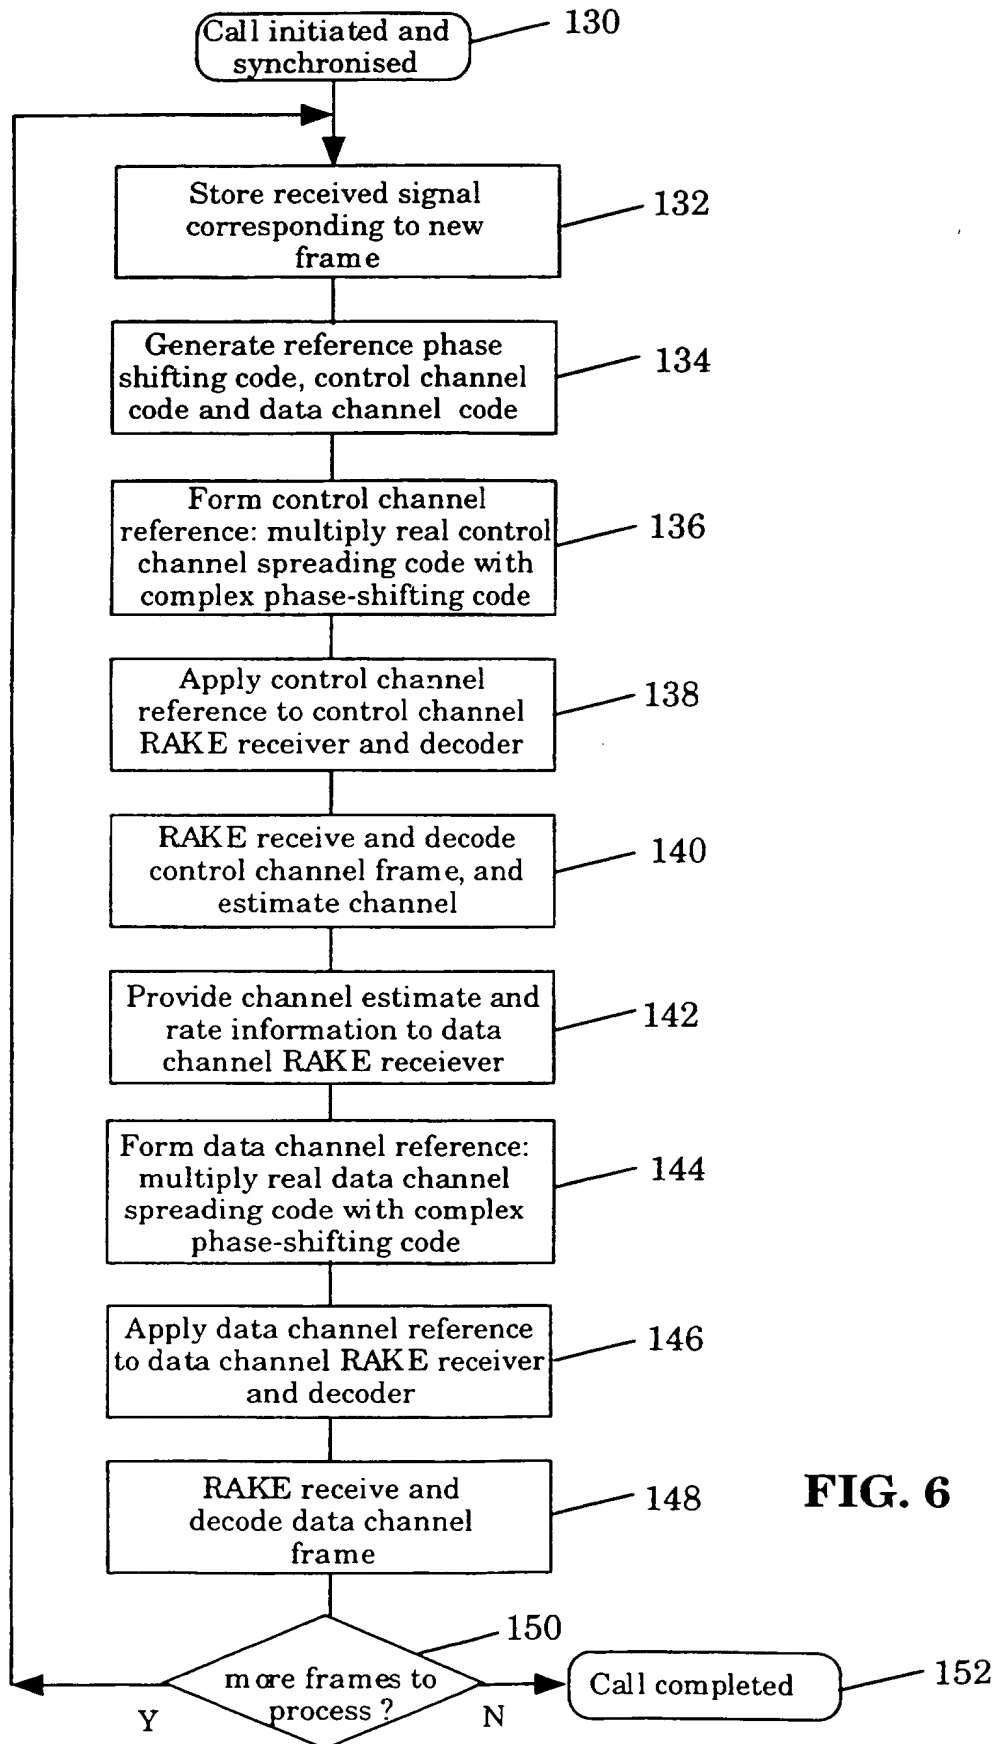 Call initiated and
synchronised
130
Store received signal
corresponding to new
frame
132
Generate reference phase
shifting code, control channel
code and data channel code
134
Form control channel
reference: multiply real control
channel spreading code with
complex phase-shifting code
136
Apply control channel
reference to control channel
RAKE receiver and decoder
138
RAKE receive and decode
control channel frame, and
estimate channel
140
Provide channel estimate and
rate information to data
channel RAKE receiever
142
Form data channel reference:
multiply real data channel
spreading code with complex
phase-shifting code
144
Apply data channel reference
to data channel RAKE receiver
and decoder
146
RAKE receive and
decode data channel
frame
148
FIG. 6
more frames to
process ?
150
Y
N
Call completed
152